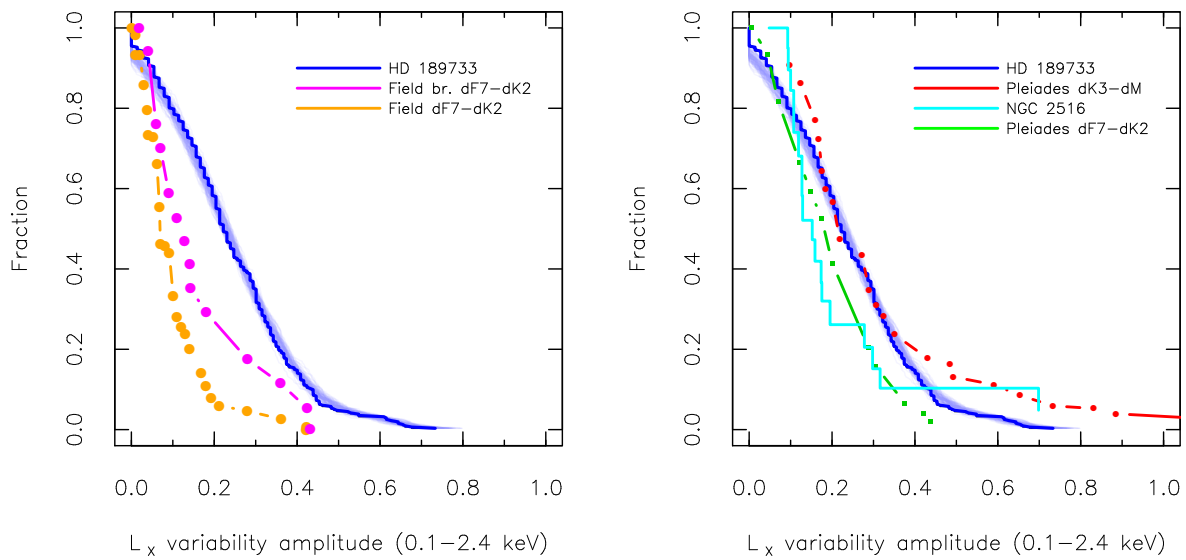 1.0
0.8
0.6
0.4
0.2
0.0
Fraction
HD 189733
Field br. dF7−dK2
Field dF7−dK2
0.0 0.2 0.4 0.6 0.8 1.0
L x variability amplitude (0.1−2.4 keV)
1.0
0.8
0.6
0.4
0.2
0.0
Fraction
HD 189733
Pleiades dK3−dM
NGC 2516
Pleiades dF7−dK2
0.0 0.2 0.4 0.6 0.8 1.0
L x variability amplitude (0.1−2.4 keV)